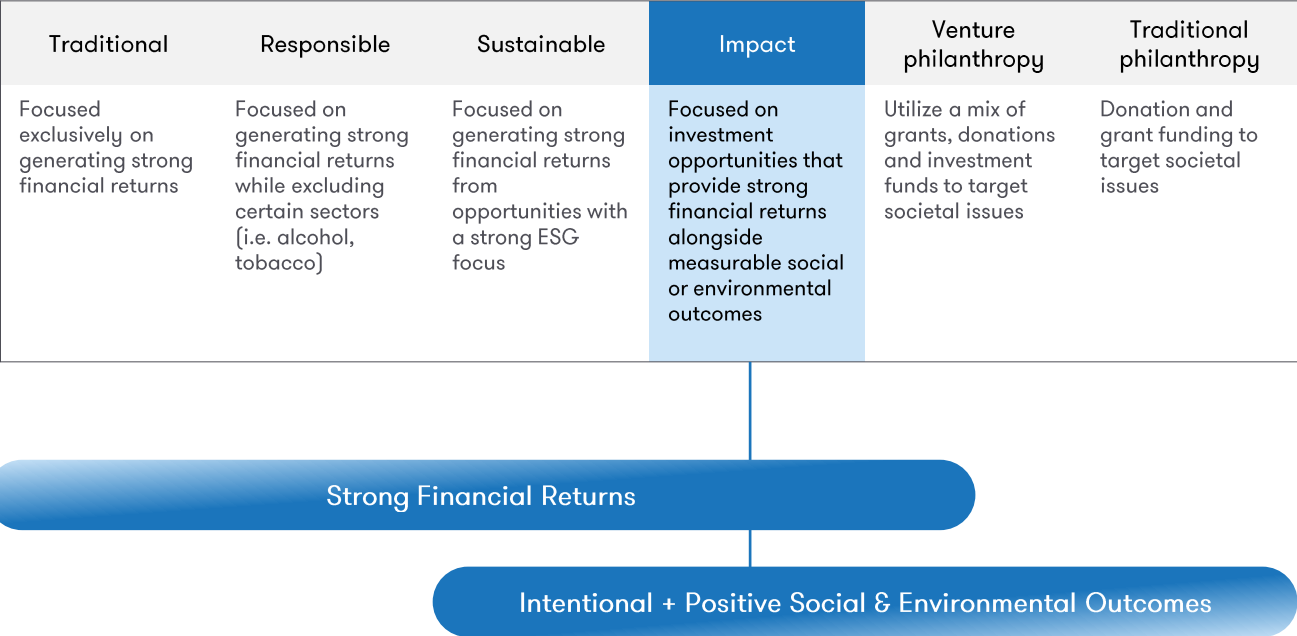 Traditional
Responsible
Sustainable
Impact
Venture
philanthropy
Traditional
philanthropy
Focused
exclusively on
generating strong
financial returns
Focused on
generating strong
financial returns
while excluding
certain sectors
(i.e. alcohol,
tobacco)
Focused on
generating strong
financial returns
from
opportunities with
a strong ESG
focus
Focused on
investment
opportunities that
provide strong
financial returns
alongside
measurable social
or environmental
outcomes
Utilize a mix of
grants, donations
and investment
funds to target
societal issues
Donation and
grant funding to
target societal
issues
Strong Financial Returns
Intentional + Positive Social & Environmental Outcomes